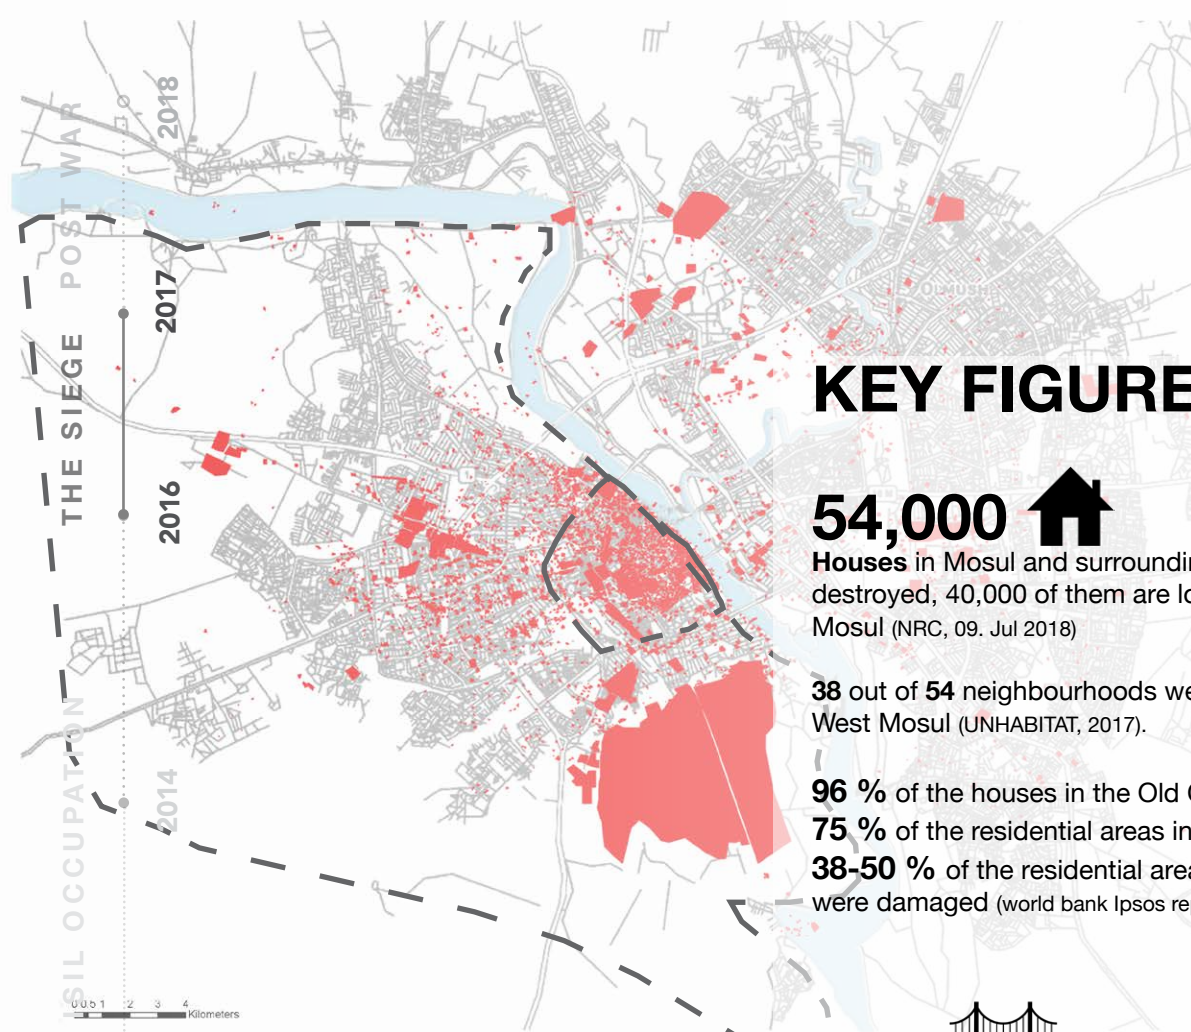 2018
POST WAR
2017
THE SIEGE
2016
2014
ISIL OCCUPATION
KEY FIGURE
54,000
Houses in Mosul and surroundin
destroyed, 40,000 of them are lo
Mosul (NRC, 09. Jul 2018)
38 out of 54 neighbourhoods we
West Mosul (UNHABITAT, 2017).
96 % of the houses in the Old
75 % of the residential areas in
38-50 % of the residential area
were damaged (world bank Ipsos re
0 0.5 1 2 3 4
Kilometers